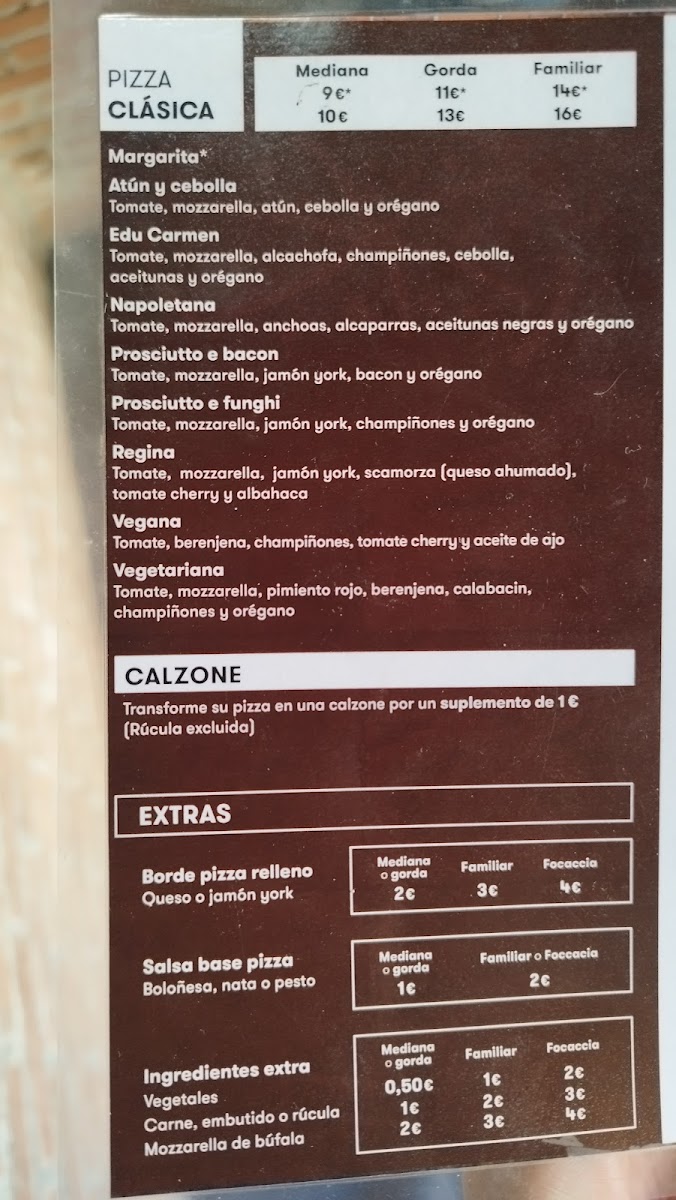 PIZZA
CLÁSICA
Mediana Gorda Familiar
9€* 11€* 14€*
10€ 13€ 16€
Margarita*
Atún y cebolla
Tomate, mozzarella, atún, cebolla y orégano
Edu Carmen
Tomate, mozzarella, alcachofa, champiñones, cebolla,
aceitunas y orégano
Napoletana
Tomate, mozzarella, anchoas, alcaparras, aceitunas negras y orégano
Prosciutto e bacon
Tomate, mozzarella, jamón york, bacon y orégano
Prosciutto e funghi
Tomate, mozzarella, jamón york, champiñones y orégano
Regina
Tomate, mozzarella, jamón york, scamorza (queso ahumado),
tomate cherry y albahaca
Vegana
Tomate, berenjena, champiñones, tomate cherry y aceite de ajo
Vegetariana
Tomate, mozzarella, pimiento rojo, berenjena, calabacin,
champiñones y orégano
CALZONE
Transforme su pizza en una calzone por un suplemento de 1€
(Rúcula excluida)
EXTRAS
Borde pizza relleno
Queso o jamón york
Mediana
o gorda Familiar Focaccia
2€ 3€ 4€
Salsa base pizza
Boloñesa, nata o pesto
Mediana
o gorda Familiar o Foccacia
1€ 2€
Ingredientes extra
Mediana
o gorda Familiar Focaccia
Vegetales 0,50€ 1€ 2€
Carne, embutido o rúcula 1€ 2€ 3€
Mozzarella de búfala 2€ 3€ 4€